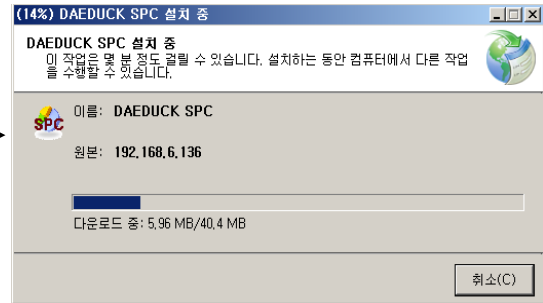 (14%) DAEDUCK SPC 설치 중
DAEDUCK SPC 설치 중
이 작업은 몇 분 정도 걸릴 수 있습니다. 설치하는 동안 컴퓨터에서 다른 작업
을 수행할 수 있습니다.
SPC
이름: DAEDUCK SPC
원본: 192.168.6.136
다운로드 중: 5.96 MB/40.4 MB
취소(C)